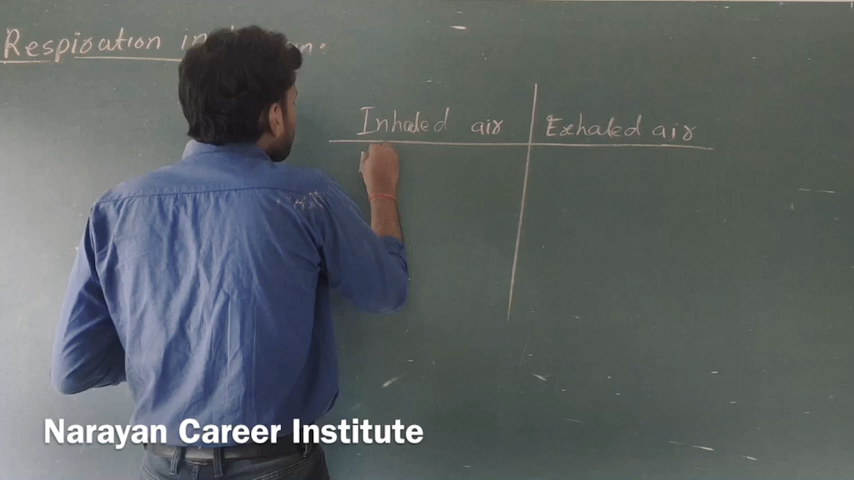 Respiration in
Inhaled air Exhaled air
Narayan Career Institute